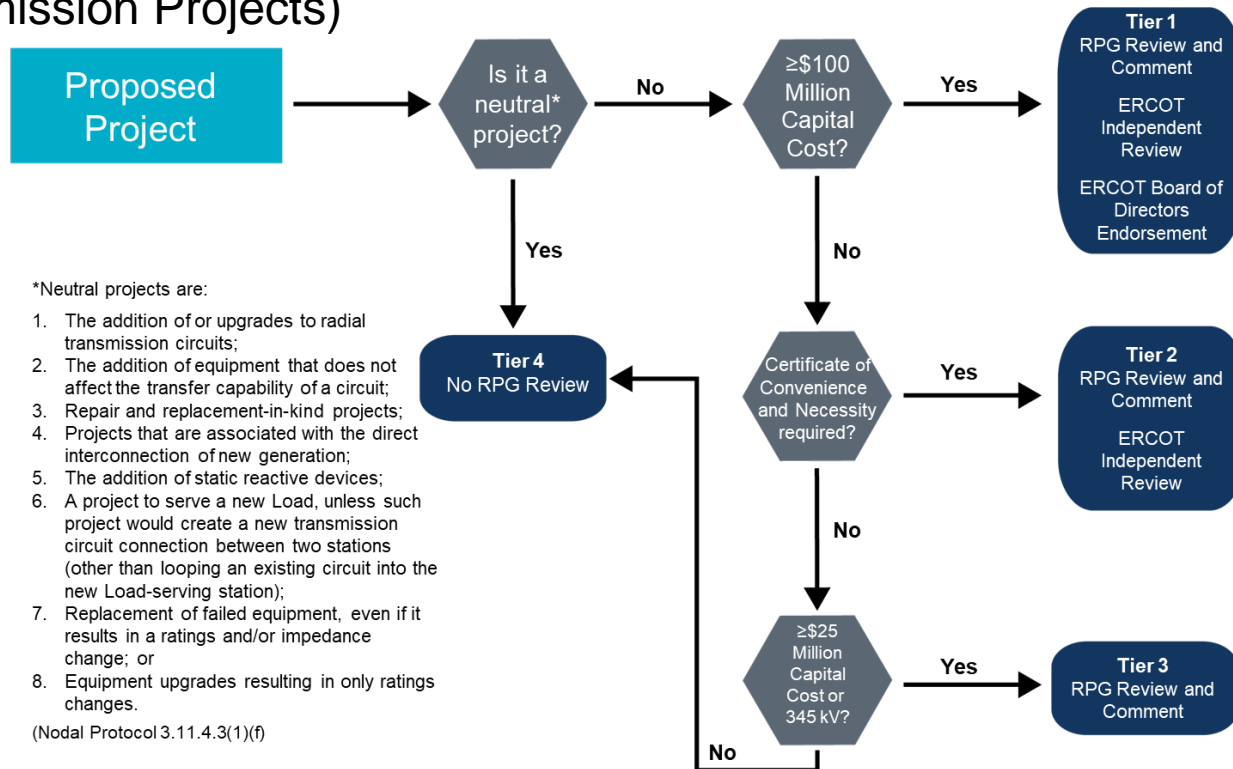 mission Projects)
Proposed
Project
Is it a
neutral*
project?
No
≥$100
Million
Capital
Cost?
Yes
Tier 1
RPG Review and
Comment
ERCOT
Independent
Review
ERCOT Board of
Directors
Endorsement
Yes
No
*Neutral projects are:
1. The addition of or upgrades to radial
transmission circuits;
2. The addition of equipment that does not
affect the transfer capability of a circuit;
3. Repair and replacement-in-kind projects;
4. Projects that are associated with the direct
interconnection of new generation;
5. The addition of static reactive devices;
6. A project to serve a new Load, unless such
project would create a new transmission
circuit connection between two stations
(other than looping an existing circuit into the
new Load-serving station);
7. Replacement of failed equipment, even if it
results in a ratings and/or impedance
change; or
8. Equipment upgrades resulting in only ratings
changes.
(Nodal Protocol 3.11.4.3(1)(f)
Tier 4
No RPG Review
Certificate of
Convenience
and Necessity
required?
Yes
Tier 2
RPG Review and
Comment
ERCOT
Independent
Review
No
≥$25
Million
Capital
Cost or
345 kV?
Yes
Tier 3
RPG Review and
Comment
No